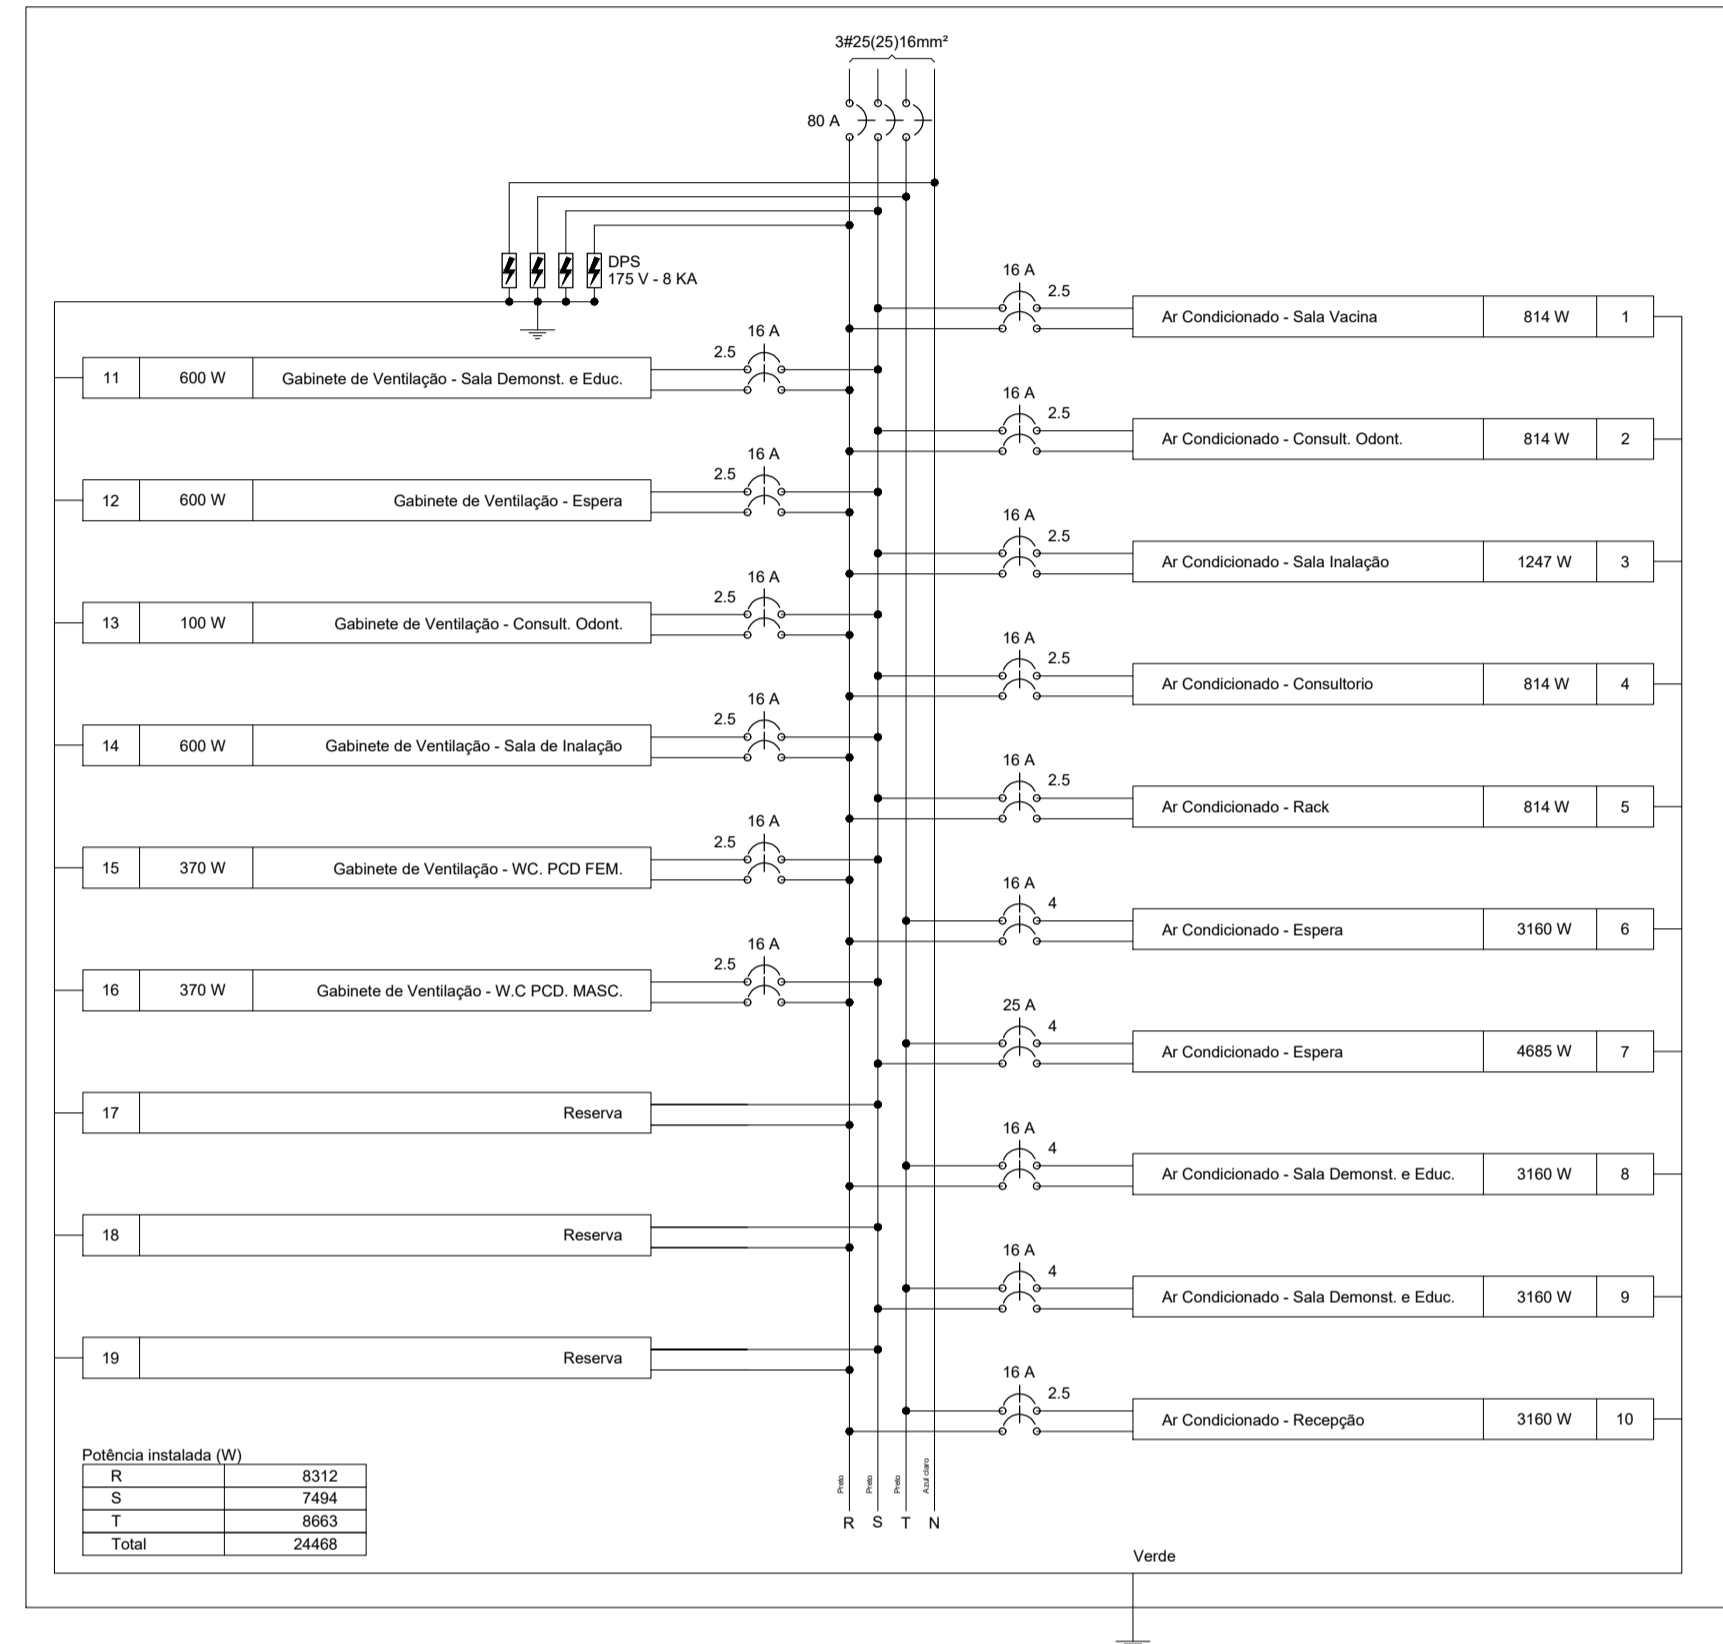 3#25(25)16mm²
80 A
DPS
175 V - 8 KA
16 A
2.5
Ar Condicionado - Sala Vacina 814 W 1
16 A
2.5
11 600 W Gabinete de Ventilação - Sala Demonst. e Educ.
16 A
2.5
Ar Condicionado - Consult. Odont. 814 W 2
16 A
2.5
12 600 W Gabinete de Ventilação - Espera
16 A
2.5
Ar Condicionado - Sala Inalação 1247 W 3
16 A
2.5
13 100 W Gabinete de Ventilação - Consult. Odont.
16 A
2.5
Ar Condicionado - Consultorio 814 W 4
16 A
2.5
14 600 W Gabinete de Ventilação - Sala de Inalação
16 A
2.5
Ar Condicionado - Rack 814 W 5
16 A
2.5
15 370 W Gabinete de Ventilação - WC. PCD FEM.
16 A
4
Ar Condicionado - Espera 3160 W 6
16 A
2.5
16 370 W Gabinete de Ventilação - W.C PCD. MASC.
25 A
4
Ar Condicionado - Espera 4685 W 7
17 Reserva
16 A
4
Ar Condicionado - Sala Demonst. e Educ. 3160 W 8
18 Reserva
16 A
4
Ar Condicionado - Sala Demonst. e Educ. 3160 W 9
19 Reserva
16 A
2.5
Ar Condicionado - Recepção 3160 W 10
Potência instalada (W)
R 8312
S 7494
T 8663
Total 24468
Preto
Preto
Preto
Azul claro
R S T N
Verde